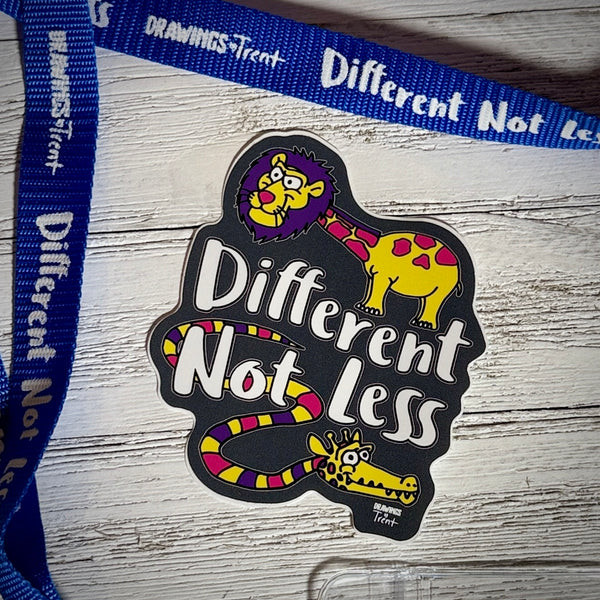 DRAWINGS by Trent
Different Not Less
DRAWINGS by Trent
Different Not Less
Different
Not Less
DRAWINGS
by
Trent